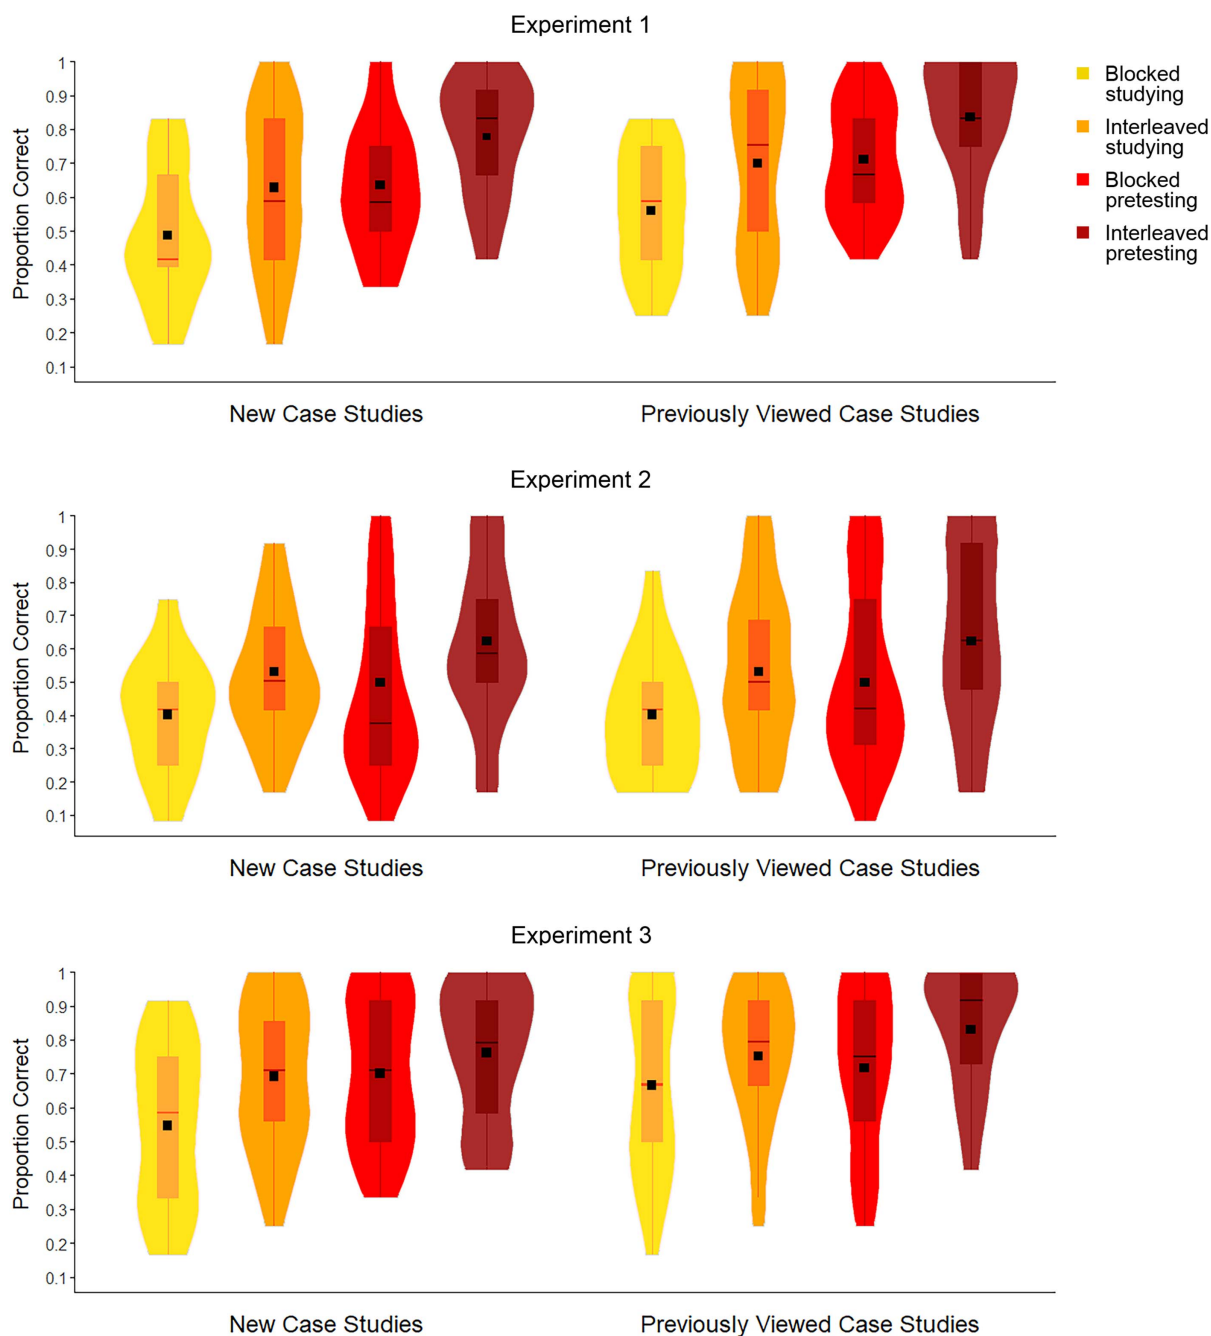 Experiment 1
Proportion Correct
1
0.9
0.8
0.7
0.6
0.5
0.4
0.3
0.2
0.1
New Case Studies
Previously Viewed Case Studies
Blocked
studying
Interleaved
studying
Blocked
pretesting
Interleaved
pretesting
Experiment 2
Proportion Correct
1
0.9
0.8
0.7
0.6
0.5
0.4
0.3
0.2
0.1
New Case Studies
Previously Viewed Case Studies
Experiment 3
Proportion Correct
1
0.9
0.8
0.7
0.6
0.5
0.4
0.3
0.2
0.1
New Case Studies
Previously Viewed Case Studies